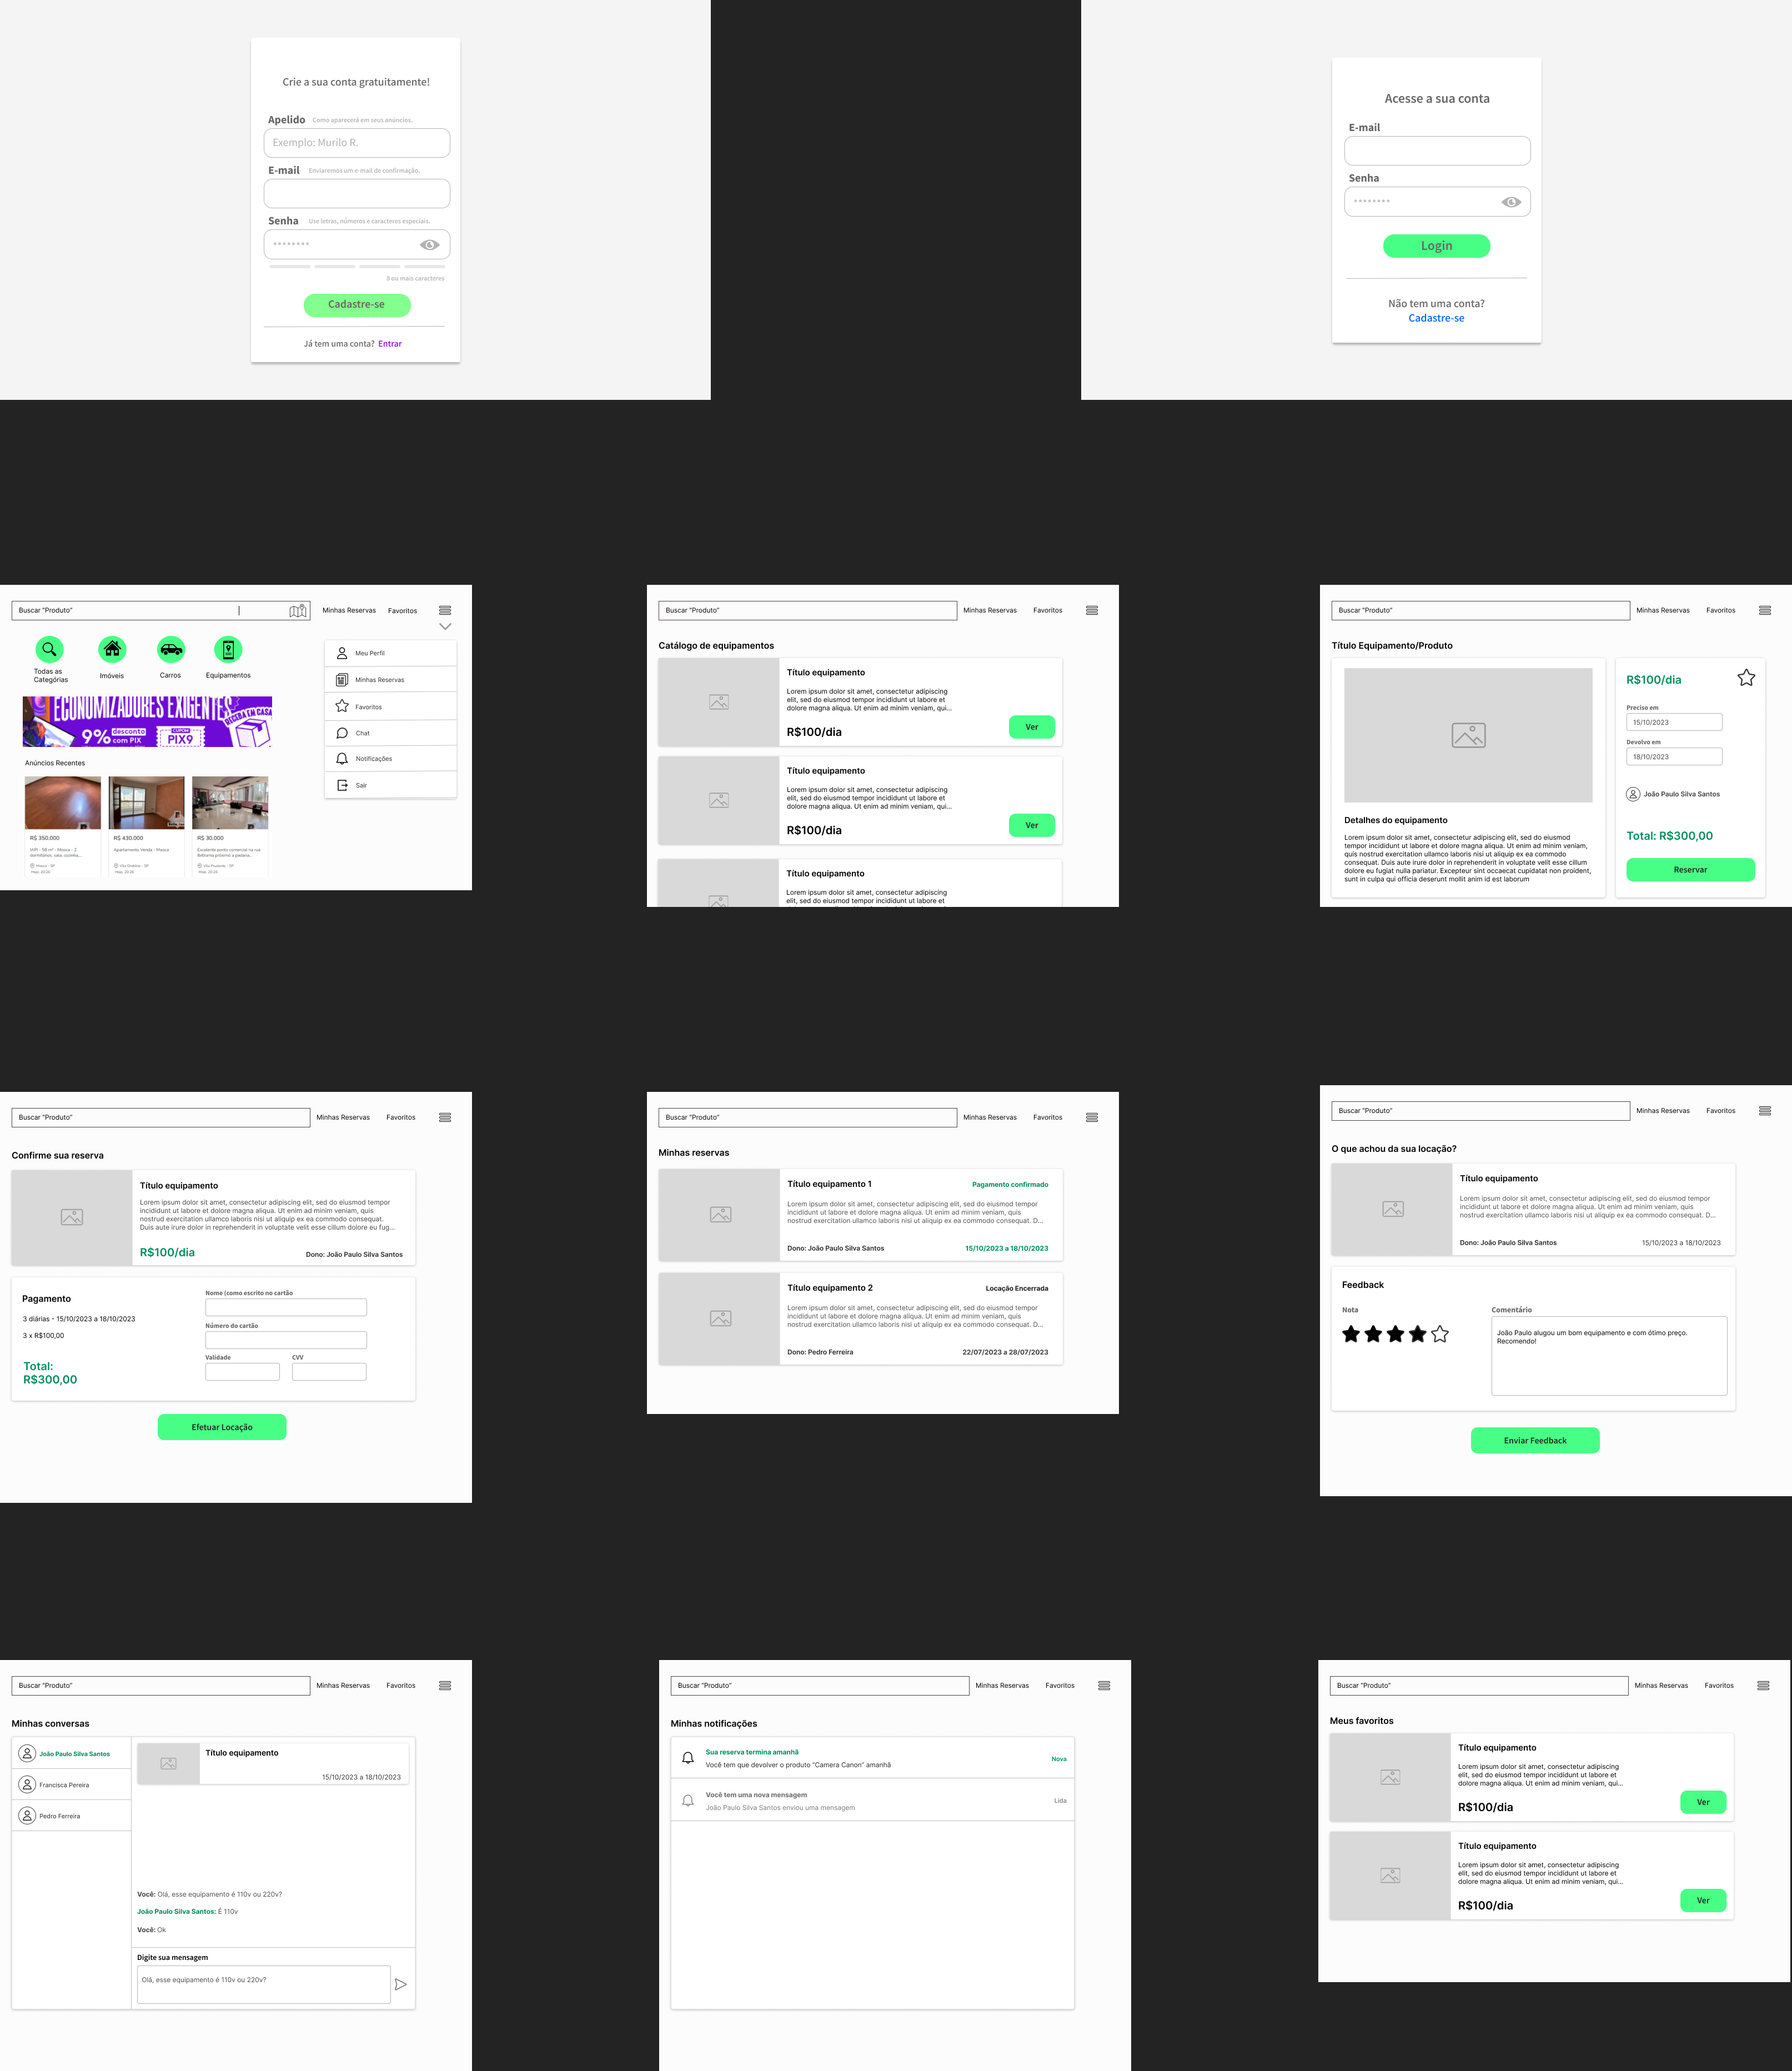 Crie a sua conta gratuitamente!
Apelido Como aparecerá em seus anúncios.
Exemplo: Murilo R.
E-mail Enviaremos um e-mail de confirmação.
Senha Use letras, números e caracteres especiais.
********
8 ou mais caracteres
Cadastre-se
Já tem uma conta? Entrar
Acesse a sua conta
E-mail
Senha
********
Login
Não tem uma conta?
Cadastre-se
Buscar "Produto" Minhas Reservas Favoritos
Todas as
Categórias
Imóveis
Carros
Equipamentos
ECONOMIZADORES EXIGENTES
RECEBA EM CASA
9% desconto
com PIX
CUPOM
PIX9
Anúncios Recentes
R$ 350.000
dormitórios, sala, cozinha...
Mooca - SP
R$ 430.000
Apartamento Venda - Mooca
R$ 30.000
Excelente ponto comercial na rua
Meu Perfil
Minhas Reservas
Favoritos
Chat
Notificações
Sair
Buscar "Produto" Minhas Reservas Favoritos
Catálogo de equipamentos
Título equipamento
Lorem ipsum dolor sit amet, consectetur adipiscing
elit, sed do eiusmod tempor incididunt ut labore et
dolore magna aliqua. Ut enim ad minim veniam, qui...
R$100/dia
Ver
Título equipamento
Lorem ipsum dolor sit amet, consectetur adipiscing
elit, sed do eiusmod tempor incididunt ut labore et
dolore magna aliqua. Ut enim ad minim veniam, qui...
R$100/dia
Ver
Título equipamento
Lorem ipsum dolor sit amet, consectetur adipiscing
elit, sed do eiusmod tempor incididunt ut labore et
Buscar "Produto" Minhas Reservas Favoritos
Título Equipamento/Produto
Detalhes do equipamento
Lorem ipsum dolor sit amet, consectetur adipiscing elit, sed do eiusmod
tempor incididunt ut labore et dolore magna aliqua. Ut enim ad minim veniam,
quis nostrud exercitation ullamco laboris nisi ut aliquip ex ea commodo
consequat. Duis aute irure dolor in reprehenderit in voluptate velit esse cillum
dolore eu fugiat nulla pariatur. Excepteur sint occaecat cupidatat non proident,
sunt in culpa qui officia deserunt mollit anim id est laborum
R$100/dia
Preciso em
15/10/2023
Devolvo em
18/10/2023
João Paulo Silva Santos
Total: R$300,00
Reservar
Buscar "Produto" Minhas Reservas Favoritos
Confirme sua reserva
Título equipamento
Lorem ipsum dolor sit amet, consectetur adipiscing elit, sed do eiusmod tempor
incididunt ut labore et dolore magna aliqua. Ut enim ad minim veniam, quis
nostrud exercitation ullamco laboris nisi ut aliquip ex ea commodo consequat.
Duis aute irure dolor in reprehenderit in voluptate velit esse cillum dolore eu fug...
R$100/dia
Dono: João Paulo Silva Santos
Pagamento
3 diárias - 15/10/2023 a 18/10/2023
3 x R$100,00
Total:
R$300,00
Nome (como escrito no cartão
Número do cartão
Validade CVV
Efetuar Locação
Buscar "Produto" Minhas Reservas Favoritos
Minhas reservas
Título equipamento 1
Pagamento confirmado
Lorem ipsum dolor sit amet, consectetur adipiscing elit, sed do eiusmod tempor
incididunt ut labore et dolore magna aliqua. Ut enim ad minim veniam, quis
nostrud exercitation ullamco laboris nisi ut aliquip ex ea commodo consequat. D...
Dono: João Paulo Silva Santos
15/10/2023 a 18/10/2023
Título equipamento 2
Locação Encerrada
Lorem ipsum dolor sit amet, consectetur adipiscing elit, sed do eiusmod tempor
incididunt ut labore et dolore magna aliqua. Ut enim ad minim veniam, quis
nostrud exercitation ullamco laboris nisi ut aliquip ex ea commodo consequat. D...
Dono: Pedro Ferreira
22/07/2023 a 28/07/2023
Buscar "Produto" Minhas Reservas Favoritos
O que achou da sua locação?
Título equipamento
Lorem ipsum dolor sit amet, consectetur adipiscing elit, sed do eiusmod tempor
incididunt ut labore et dolore magna aliqua. Ut enim ad minim veniam, quis
nostrud exercitation ullamco laboris nisi ut aliquip ex ea commodo consequat. D...
Dono: João Paulo Silva Santos
15/10/2023 a 18/10/2023
Feedback
Nota
Comentário
João Paulo alugou um bom equipamento e com ótimo preço.
Recomendo!
Enviar Feedback
Buscar "Produto" Minhas Reservas Favoritos
Minhas conversas
João Paulo Silva Santos
Francisca Pereira
Pedro Ferreira
Título equipamento
15/10/2023 a 18/10/2023
Você: Olá, esse equipamento é 110v ou 220v?
João Paulo Silva Santos: É 110v
Você: Ok
Digite sua mensagem
Olá, esse equipamento é 110v ou 220v?
Buscar "Produto" Minhas Reservas Favoritos
Minhas notificações
Sua reserva termina amanhã
Você tem que devolver o produto "Camera Canon" amanhã
Nova
Você tem uma nova mensagem
João Paulo Silva Santos enviou uma mensagem
Lida
Buscar "Produto" Minhas Reservas Favoritos
Meus favoritos
Título equipamento
Lorem ipsum dolor sit amet, consectetur adipiscing
elit, sed do eiusmod tempor incididunt ut labore et
dolore magna aliqua. Ut enim ad minim veniam, qui...
R$100/dia
Ver
Título equipamento
Lorem ipsum dolor sit amet, consectetur adipiscing
elit, sed do eiusmod tempor incididunt ut labore et
dolore magna aliqua. Ut enim ad minim veniam, qui...
R$100/dia
Ver